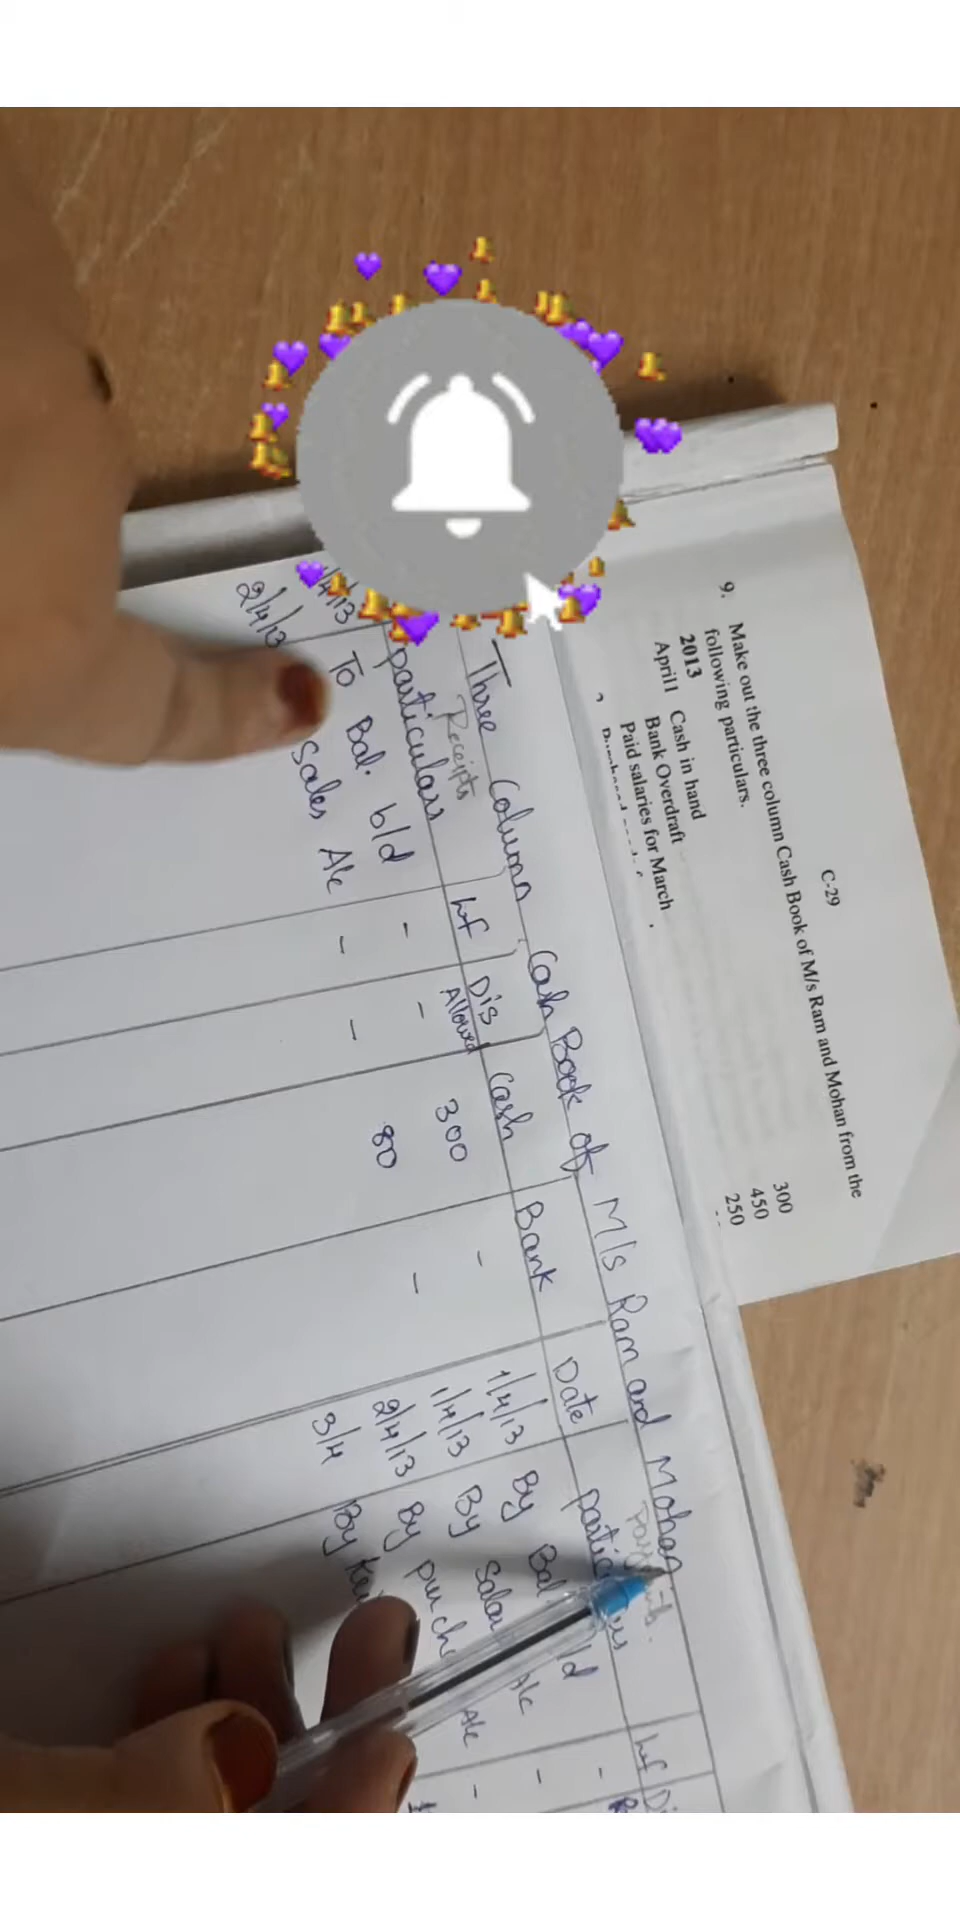 C-29
9. Make out the three column Cash Book of M/s Ram and Mohan from the
following particulars.
2013
April1 Cash in hand 300
Bank Overdraft 450
Paid salaries for March 250
Three Column Cash Book of M/s Ram and Mohan
Receipts
particulars Lf Dis Allowed Cash Bank Date particulars Lf
/4/13 To Bal. b/d - - 300 - 1/4/13 By Bal /d -
2/4/13 Sales A/c - - 80 - 1/4/13 By Salar A/c -
2/4/13 By purch A/c -
3/4 By